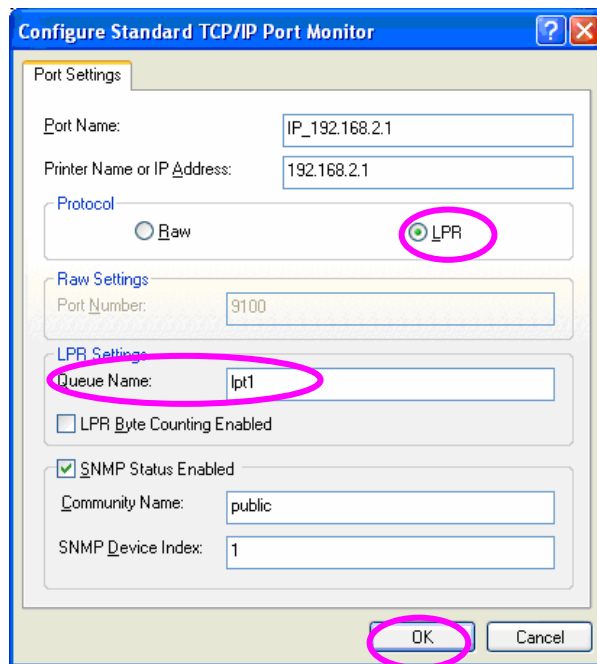 Configure Standard TCP/IP Port Monitor
Port Settings
Port Name: IP_192.168.2.1
Printer Name or IP Address: 192.168.2.1
Protocol
Raw LPR
Raw Settings
Port Number: 9100
LPR Settings
Queue Name: lpt1
LPR Byte Counting Enabled
SNMP Status Enabled
Community Name: public
SNMP Device Index: 1
OK Cancel